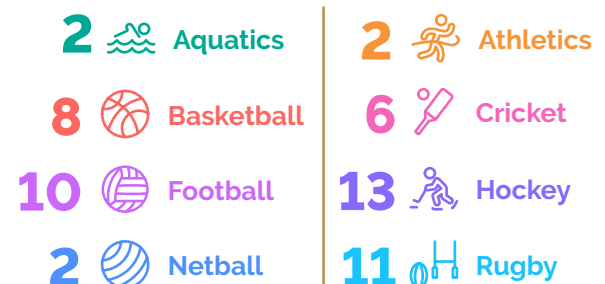 2 Aquatics
8 Basketball
10 Football
2 Netball
2 Athletics
6 Cricket
13 Hockey
11 Rugby